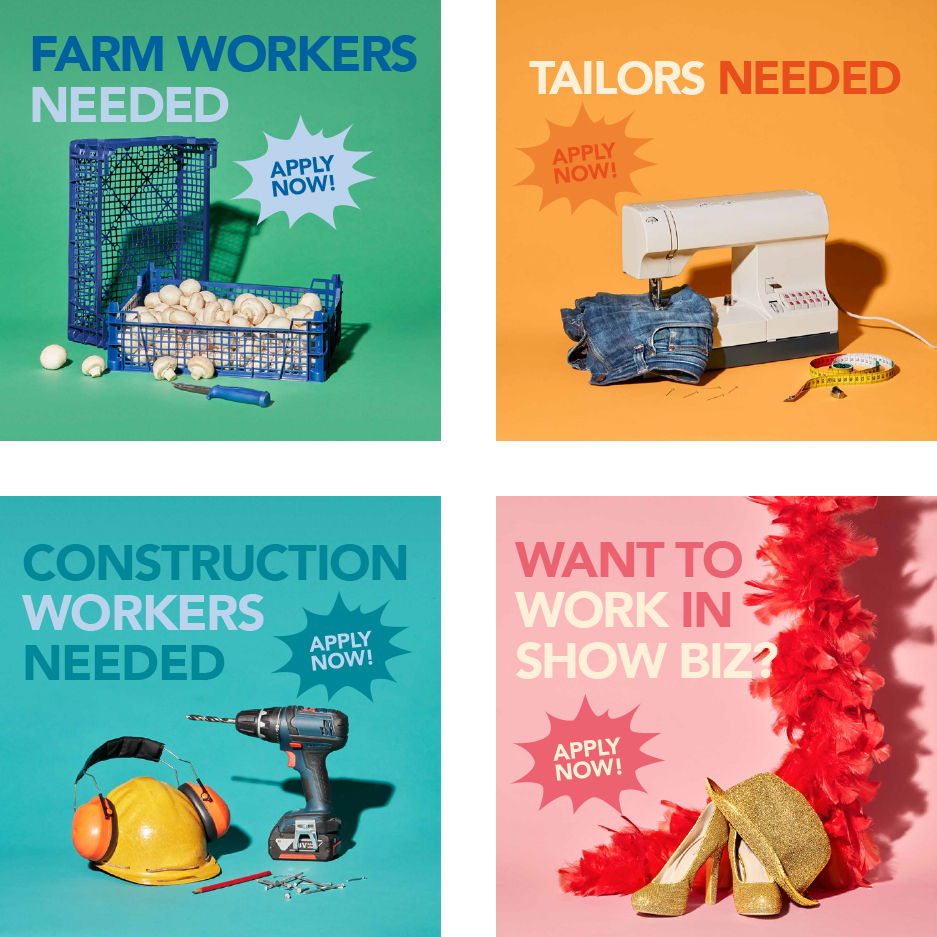 FARM WORKERS
NEEDED
APPLY
NOW!
TAILORS NEEDED
APPLY
NOW!
CONSTRUCTION
WORKERS
NEEDED
APPLY
NOW!
WANT TO
WORK IN
SHOW BIZ?
APPLY
NOW!